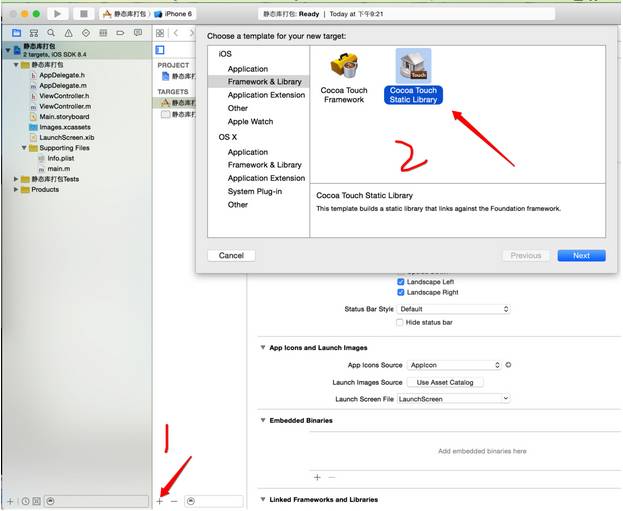 静态库打包 〉 iPhone 6
静态库打包: Ready | Today at 下午9:21
静态库打包
2 targets, iOS SDK 8.4
静态库打包
AppDelegate.h
AppDelegate.m
ViewController.h
ViewController.m
Main.storyboard
Images.xcassets
LaunchScreen.xib
Supporting Files
Info.plist
main.m
静态库打包Tests
Products
PROJECT
静态库
TARGETS
静态库
静态库
Choose a template for your new target:
iOS
Application
Framework & Library
Application Extension
Other
Apple Watch
OS X
Application
Framework & Library
Application Extension
System Plug-in
Other
Cocoa Touch
Framework
Touch
Cocoa Touch
Static Library
2
Cocoa Touch Static Library
This template builds a static library that links against the Foundation framework.
Cancel
Previous
Next
Landscape Left
Landscape Right
Status Bar Style Default
Hide status bar
App Icons and Launch Images
App Icons Source AppIcon
Launch Images Source Use Asset Catalog
Launch Screen File LaunchScreen
Embedded Binaries
Add embedded binaries here
+ −
1
Linked Frameworks and Libraries
+
+ −